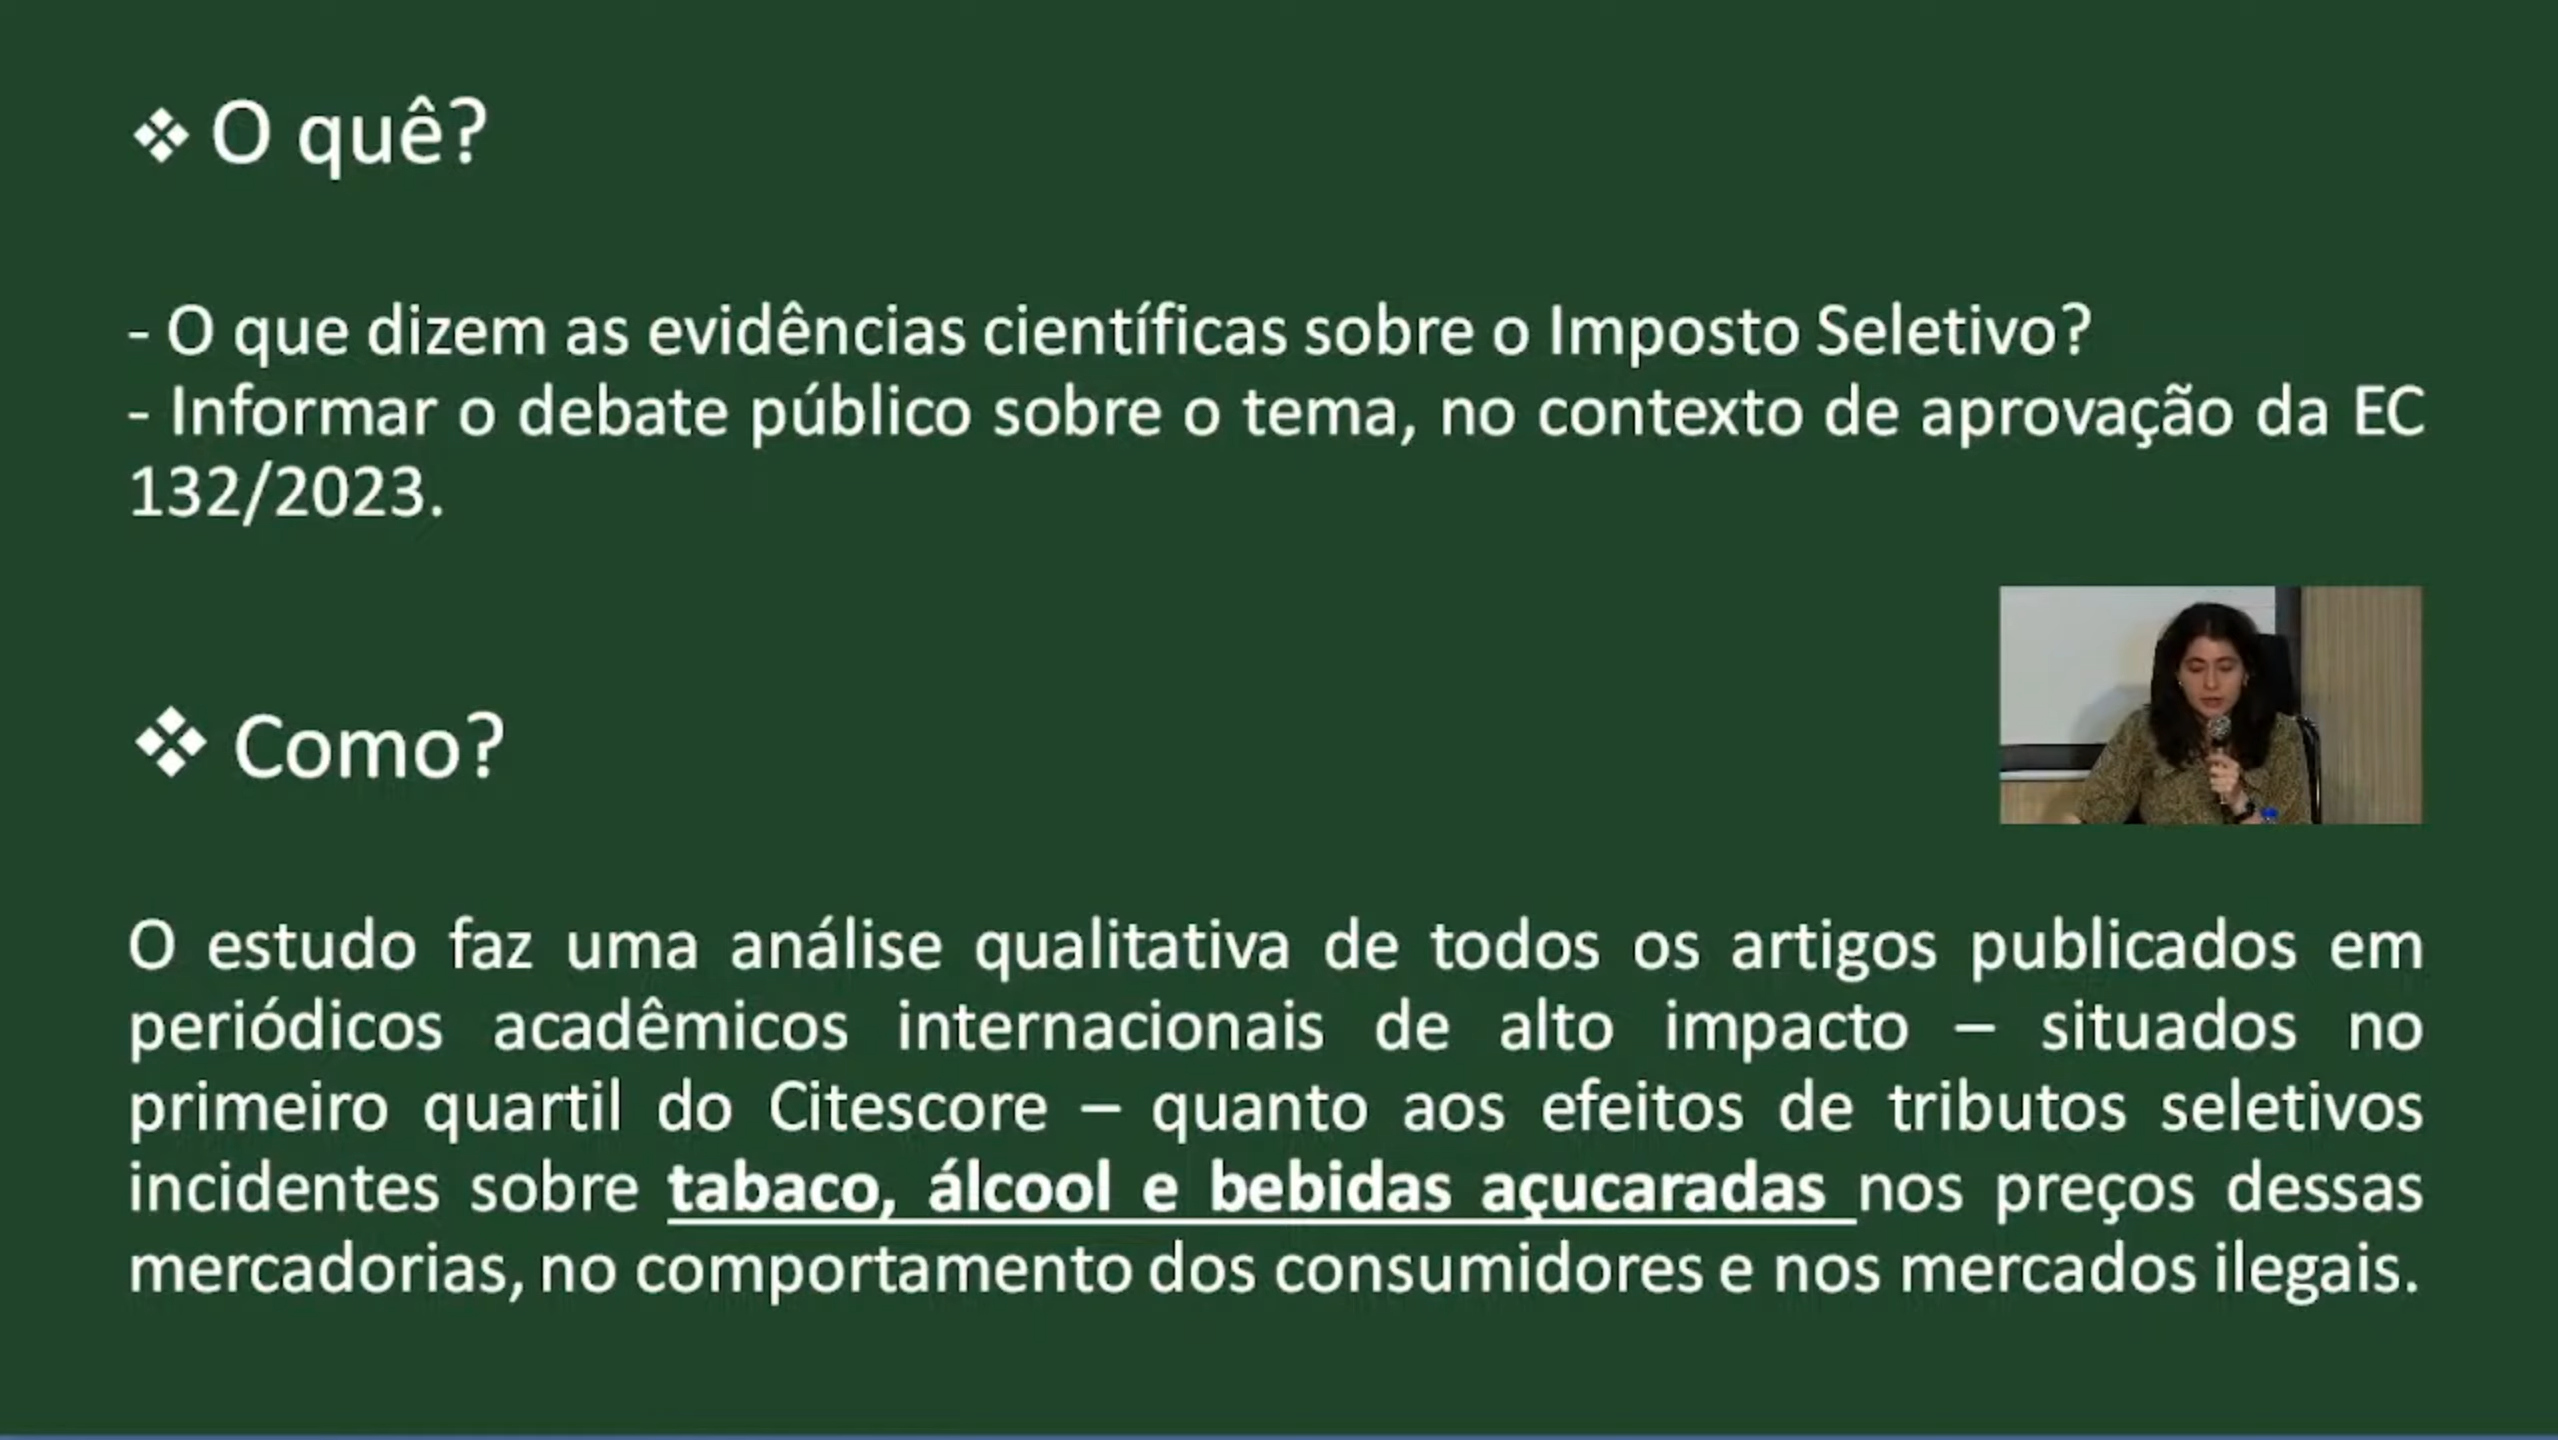 ❖ O quê?
- O que dizem as evidências científicas sobre o Imposto Seletivo?
- Informar o debate público sobre o tema, no contexto de aprovação da EC
132/2023.
❖ Como?
O estudo faz uma análise qualitativa de todos os artigos publicados em
periódicos acadêmicos internacionais de alto impacto – situados no
primeiro quartil do Citescore – quanto aos efeitos de tributos seletivos
incidentes sobre tabaco, álcool e bebidas açucaradas nos preços dessas
mercadorias, no comportamento dos consumidores e nos mercados ilegais.